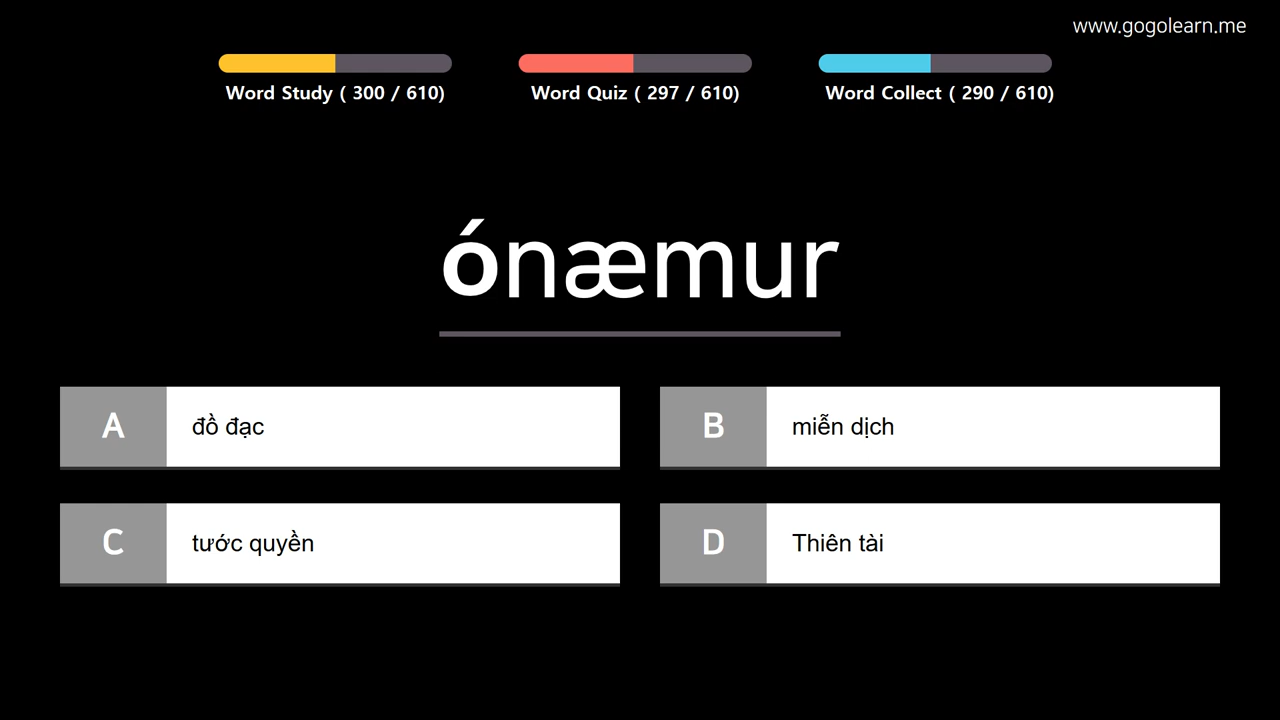 www.gogolearn.me
Word Study ( 300 / 610)
Word Quiz ( 297 / 610)
Word Collect ( 290 / 610)
ónæmur
A đồ đạc
B miễn dịch
C tước quyền
D Thiên tài